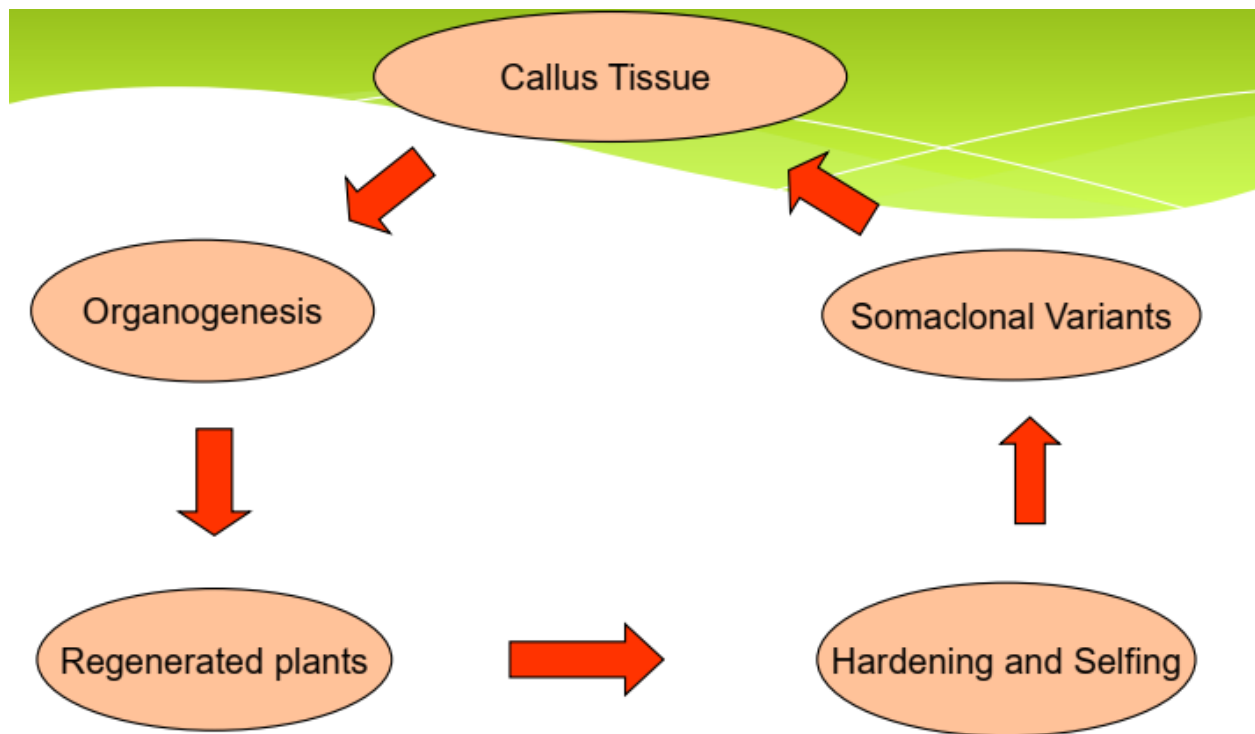 Callus Tissue
Organogenesis
Somaclonal Variants
Regenerated plants
Hardening and Selfing